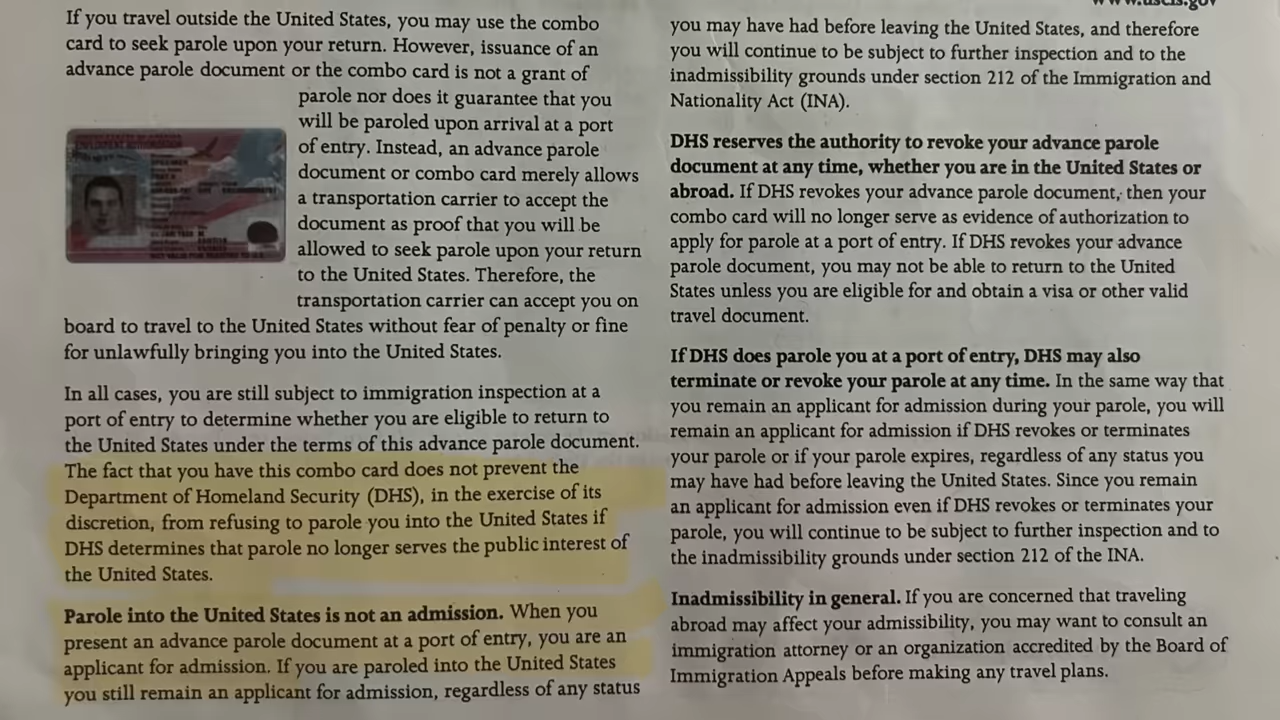 If you travel outside the United States, you may use the combo
card to seek parole upon your return. However, issuance of an
advance parole document or the combo card is not a grant of
parole nor does it guarantee that you
will be paroled upon arrival at a port
of entry. Instead, an advance parole
document or combo card merely allows
a transportation carrier to accept the
document as proof that you will be
allowed to seek parole upon your return
to the United States. Therefore, the
transportation carrier can accept you on
board to travel to the United States without fear of penalty or fine
for unlawfully bringing you into the United States.
In all cases, you are still subject to immigration inspection at a
port of entry to determine whether you are eligible to return to
the United States under the terms of this advance parole document.
The fact that you have this combo card does not prevent the
Department of Homeland Security (DHS), in the exercise of its
discretion, from refusing to parole you into the United States if
DHS determines that parole no longer serves the public interest of
the United States.
Parole into the United States is not an admission. When you
present an advance parole document at a port of entry, you are an
applicant for admission. If you are paroled into the United States
you still remain an applicant for admission, regardless of any status
www.uscis.gov
you may have had before leaving the United States, and therefore
you will continue to be subject to further inspection and to the
inadmissibility grounds under section 212 of the Immigration and
Nationality Act (INA).
DHS reserves the authority to revoke your advance parole
document at any time, whether you are in the United States or
abroad. If DHS revokes your advance parole document, then your
combo card will no longer serve as evidence of authorization to
apply for parole at a port of entry. If DHS revokes your advance
parole document, you may not be able to return to the United
States unless you are eligible for and obtain a visa or other valid
travel document.
If DHS does parole you at a port of entry, DHS may also
terminate or revoke your parole at any time. In the same way that
you remain an applicant for admission during your parole, you will
remain an applicant for admission if DHS revokes or terminates
your parole or if your parole expires, regardless of any status you
may have had before leaving the United States. Since you remain
an applicant for admission even if DHS revokes or terminates your
parole, you will continue to be subject to further inspection and to
the inadmissibility grounds under section 212 of the INA.
Inadmissibility in general. If you are concerned that traveling
abroad may affect your admissibility, you may want to consult an
immigration attorney or an organization accredited by the Board of
Immigration Appeals before making any travel plans.